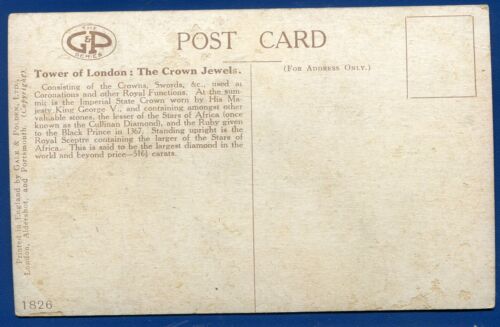 THE
G&P
SERIES
POST CARD
Tower of London: The Crown Jewels.
(FOR ADDRESS ONLY.)
Consisting of the Crowns, Swords, &c., used at
Coronations and other Royal Functions. At the sum-
mit is the Imperial State Crown worn by His Ma-
jesty King George V., and containing amongst other
valuable stones, the lesser of the Stars of Africa (once
known as the Cullinan Diamond), and the Ruby given
to the Black Prince in 1367. Standing upright is the
Royal Sceptre containing the larger of the Stars of
Africa. This is said to be the largest diamond in the
world and beyond price—516½ carats.
Printed in England by GALE & POLDEN, LTD.,
London, Aldershot, and Portsmouth. (Copyright).
1826